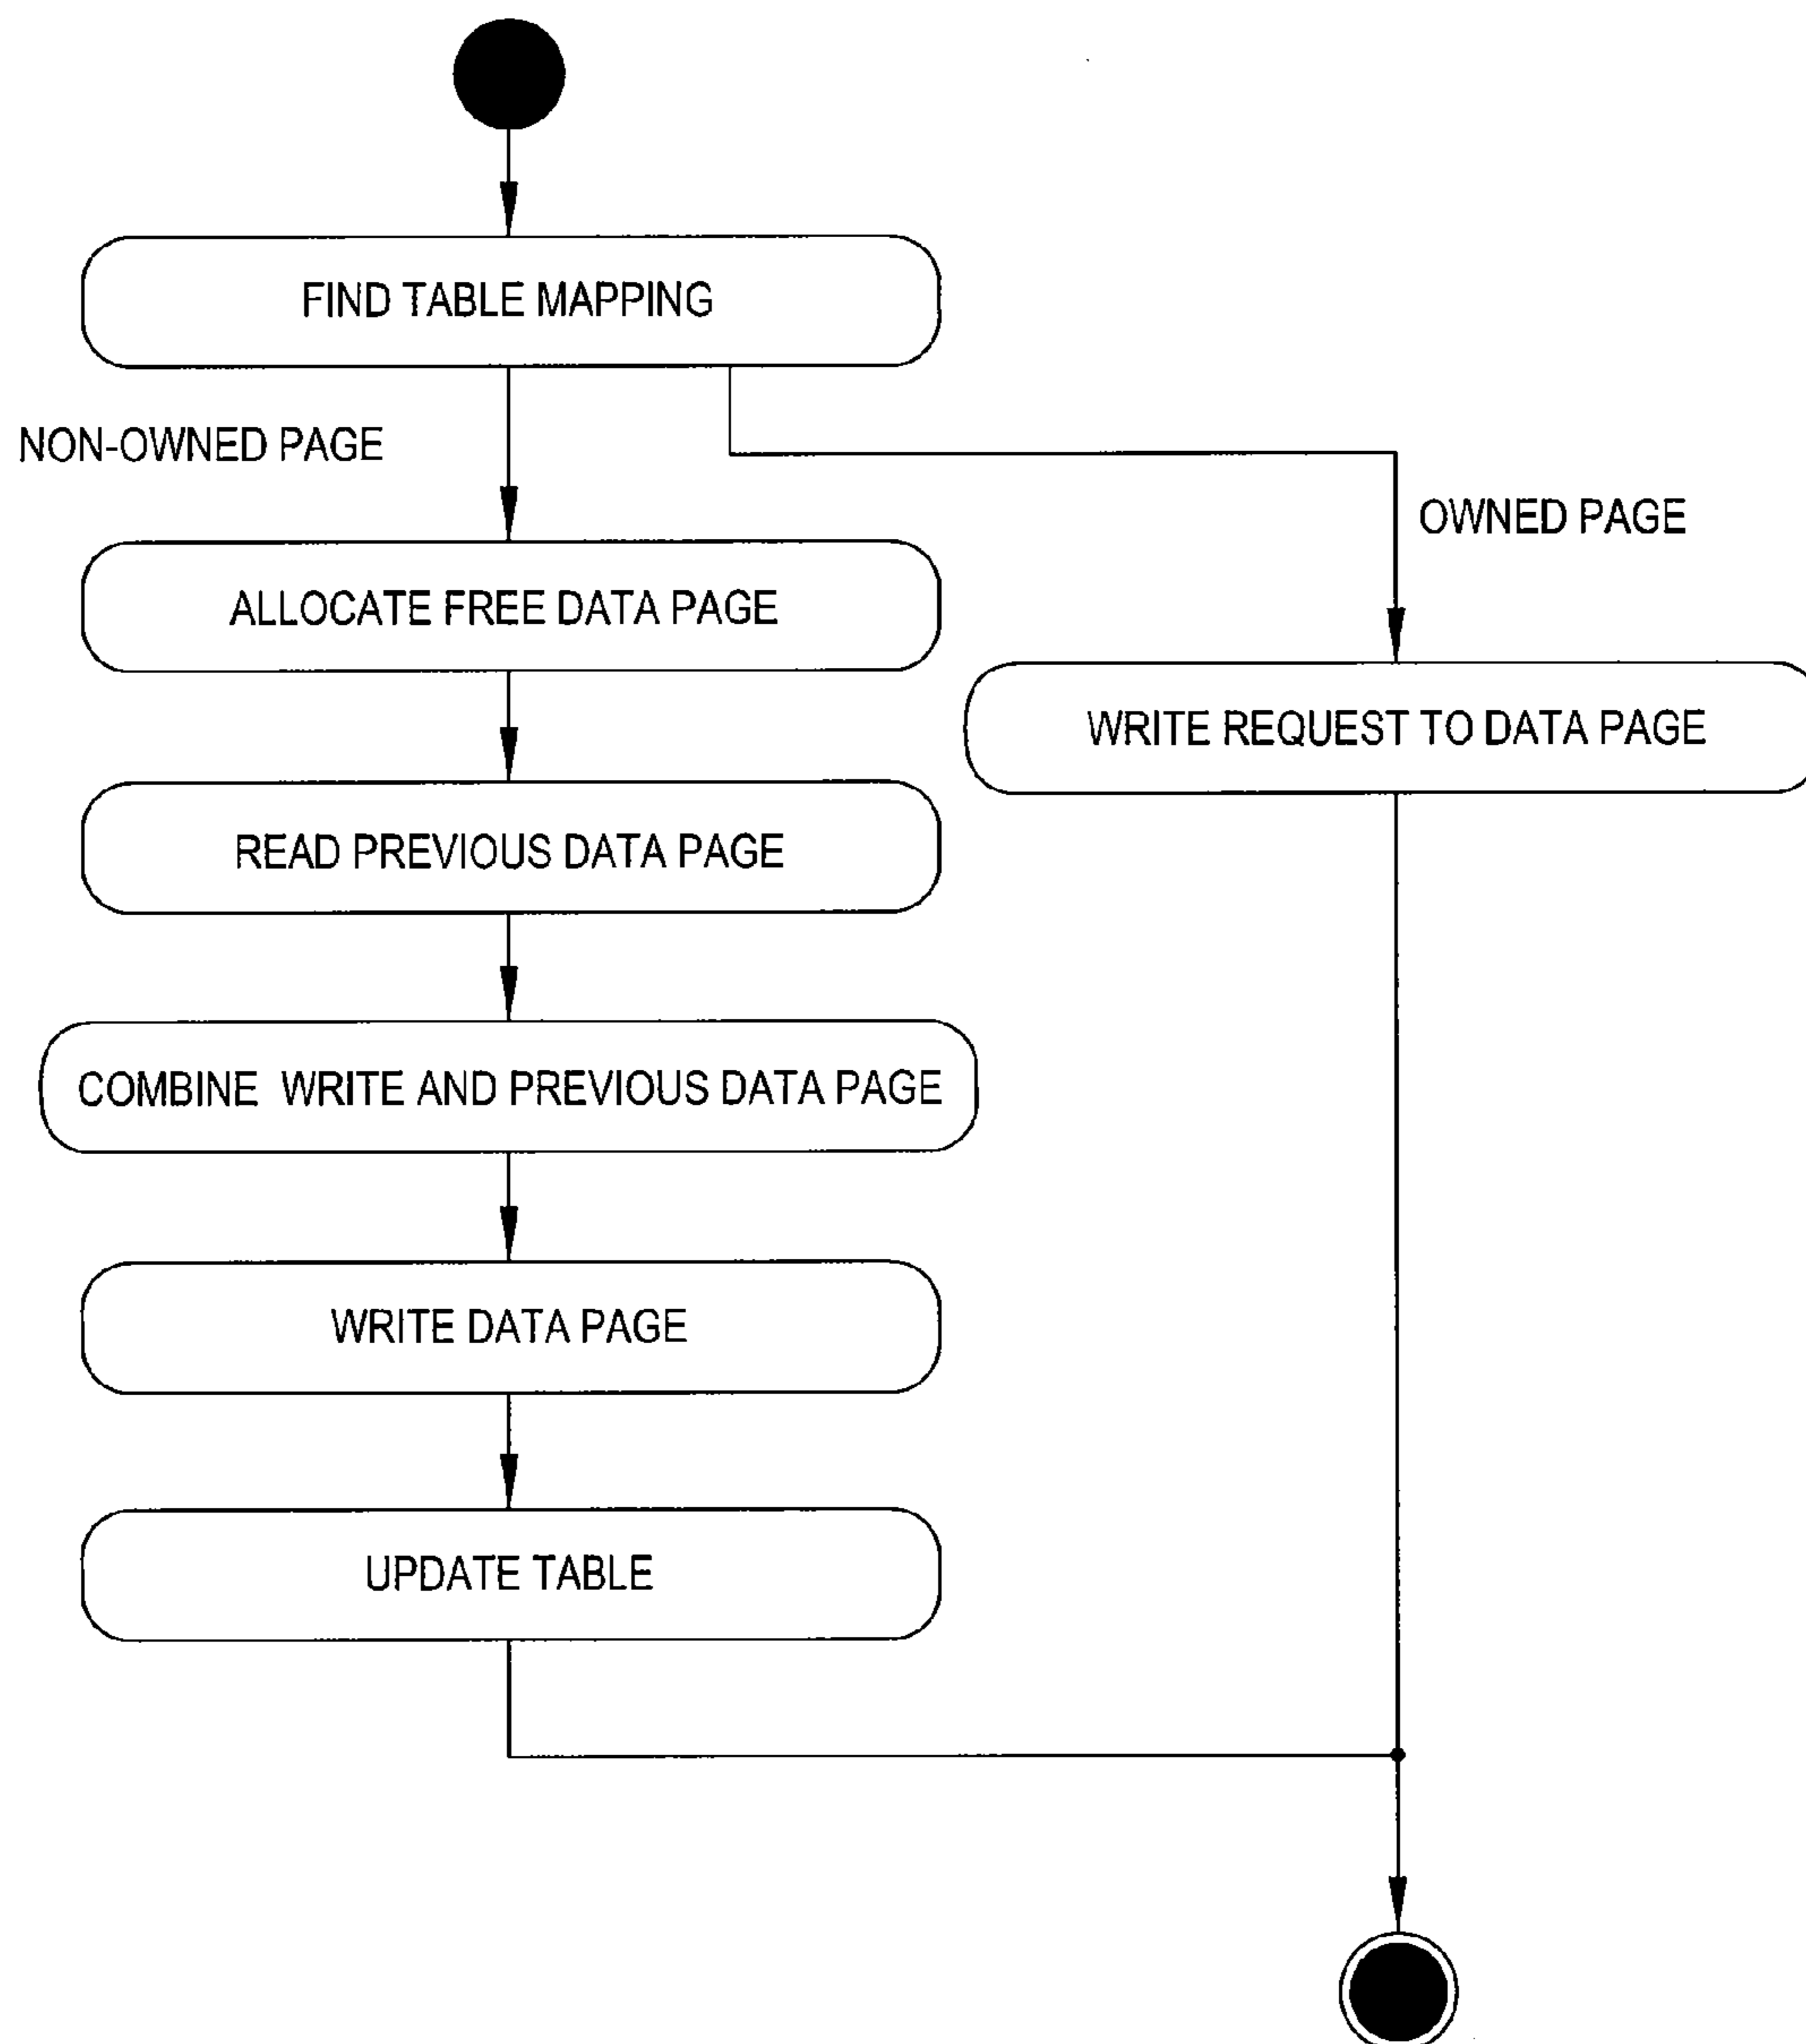 FIND TABLE MAPPING
NON-OWNED PAGE
OWNED PAGE
ALLOCATE FREE DATA PAGE
WRITE REQUEST TO DATA PAGE
READ PREVIOUS DATA PAGE
COMBINE WRITE AND PREVIOUS DATA PAGE
WRITE DATA PAGE
UPDATE TABLE